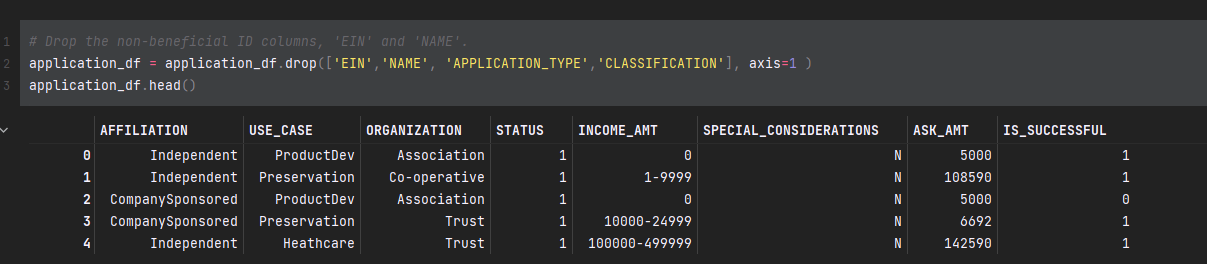 1 # Drop the non-beneficial ID columns, 'EIN' and 'NAME'.
2 application_df = application_df.drop(['EIN','NAME', 'APPLICATION_TYPE','CLASSIFICATION'], axis=1 )
3 application_df.head()
AFFILIATION USE_CASE ORGANIZATION STATUS INCOME_AMT SPECIAL_CONSIDERATIONS ASK_AMT IS_SUCCESSFUL
0 Independent ProductDev Association 1 0 N 5000 1
1 Independent Preservation Co-operative 1 1-9999 N 108590 1
2 CompanySponsored ProductDev Association 1 0 N 5000 0
3 CompanySponsored Preservation Trust 1 10000-24999 N 6692 1
4 Independent Heathcare Trust 1 100000-499999 N 142590 1